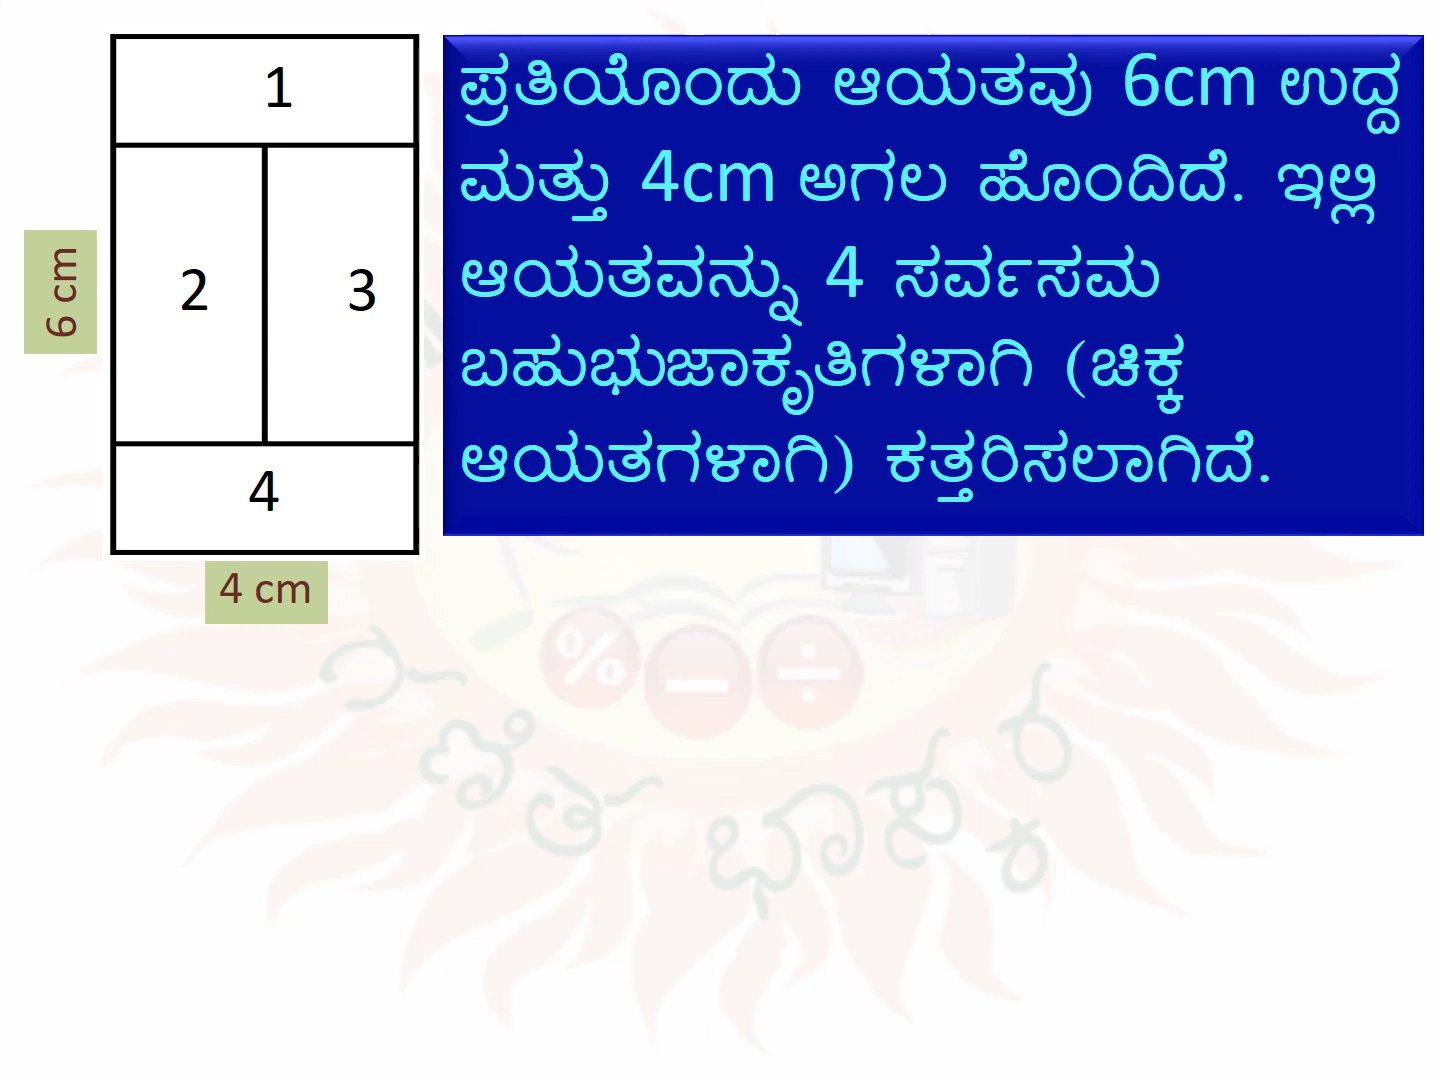 1
2 3
4
6 cm
4 cm
ಪ್ರತಿಯೊಂದು ಆಯತವು 6cm ಉದ್ದ
ಮತ್ತು 4cm ಅಗಲ ಹೊಂದಿದೆ. ಇಲ್ಲಿ
ಆಯತವನ್ನು 4 ಸರ್ವಸಮ
ಬಹುಭುಜಾಕೃತಿಗಳಾಗಿ (ಚಿಕ್ಕ
ಆಯತಗಳಾಗಿ) ಕತ್ತರಿಸಲಾಗಿದೆ.